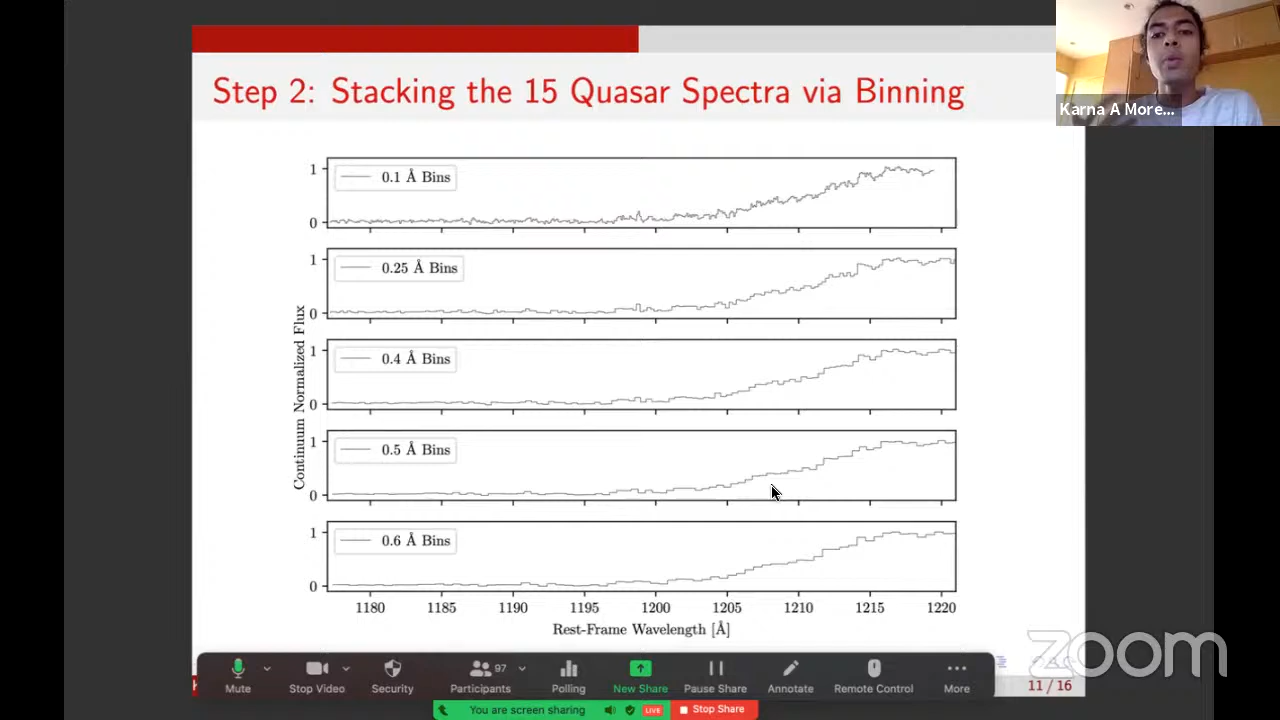 Step 2: Stacking the 15 Quasar Spectra via Binning
Karna A More...
1
0.1 Å Bins
0
1
0.25 Å Bins
0
1
0.4 Å Bins
0
1
0.5 Å Bins
0
1
0.6 Å Bins
0
Continuum Normalized Flux
1180 1185 1190 1195 1200 1205 1210 1215 1220
Rest-Frame Wavelength [Å]
zoom
97
Mute Stop Video Security Participants Polling New Share Pause Share Annotate Remote Control More
11 / 16
You are screen sharing LIVE Stop Share